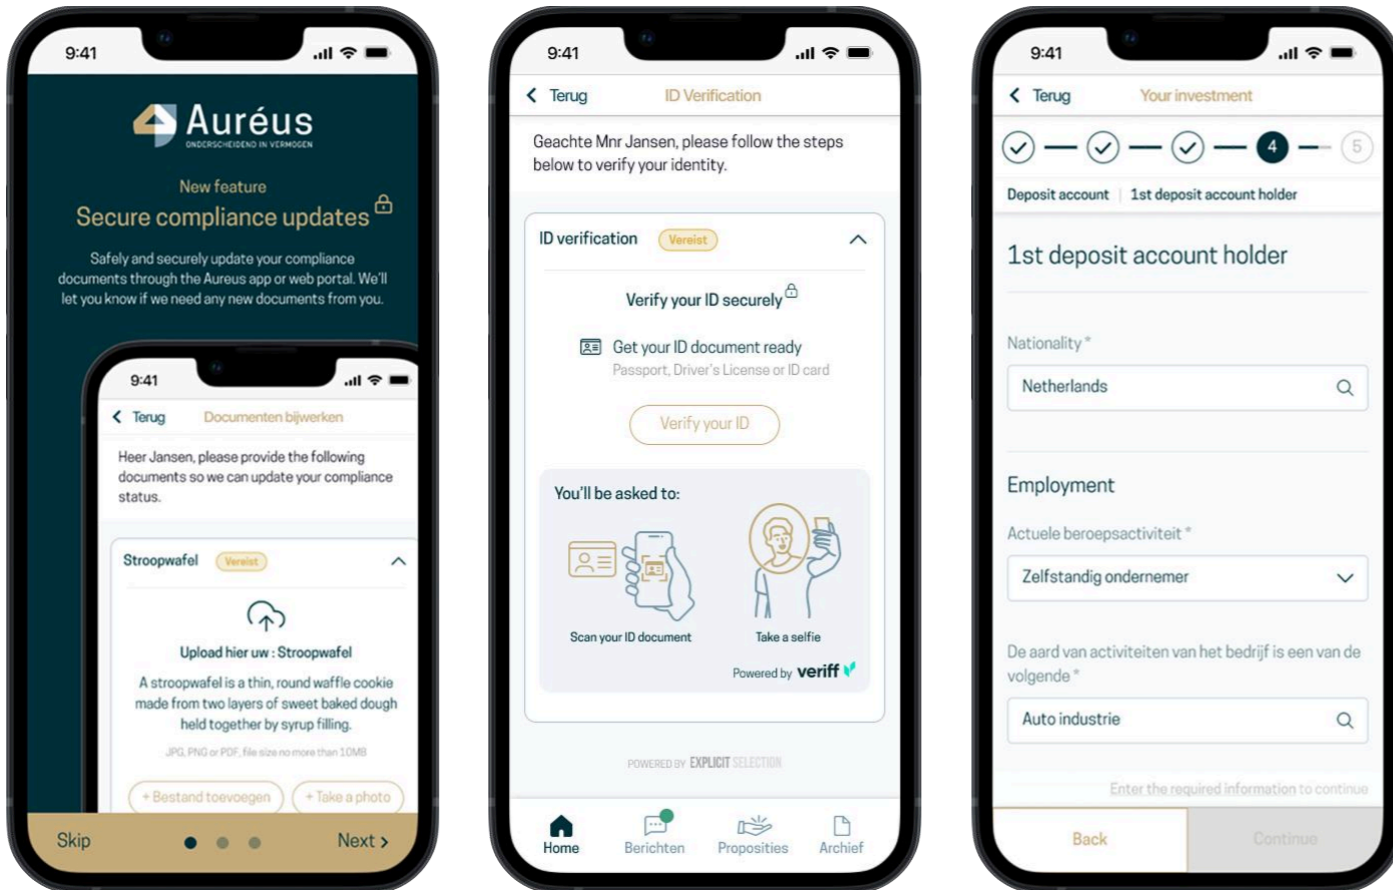 9:41
Auréus
ONDERSCHEIDEND IN VERMOGEN
New feature
Secure compliance updates
Safely and securely update your compliance
documents through the Aureus app or web portal. We'll
let you know if we need any new documents from you.
9:41
Terug
Documenten bijwerken
Heer Jansen, please provide the following
documents so we can update your compliance
status.
Stroopwafel
Vereist
Upload hier uw : Stroopwafel
A stroopwafel is a thin, round waffle cookie
made from two layers of sweet baked dough
held together by syrup filling.
JPG, PNG or PDF, file size no more than 10MB
+ Bestand toevoegen
+ Take a photo
Skip
Next >
9:41
Terug
ID Verification
Geachte Mnr Jansen, please follow the steps
below to verify your identity.
ID verification
Vereist
Verify your ID securely
Get your ID document ready
Passport, Driver's License or ID card
Verify your ID
You'll be asked to:
Scan your ID document
Take a selfie
Powered by veriff
POWERED BY EXPLICIT SELECTION
Home
Berichten
Proposities
Archief
9:41
Terug
Your investment
4
5
Deposit account | 1st deposit account holder
1st deposit account holder
Nationality *
Netherlands
Employment
Actuele beroepsactiviteit *
Zelfstandig ondernemer
De aard van activiteiten van het bedrijf is een van de
volgende *
Auto industrie
Enter the required information to continue
Back
Continue